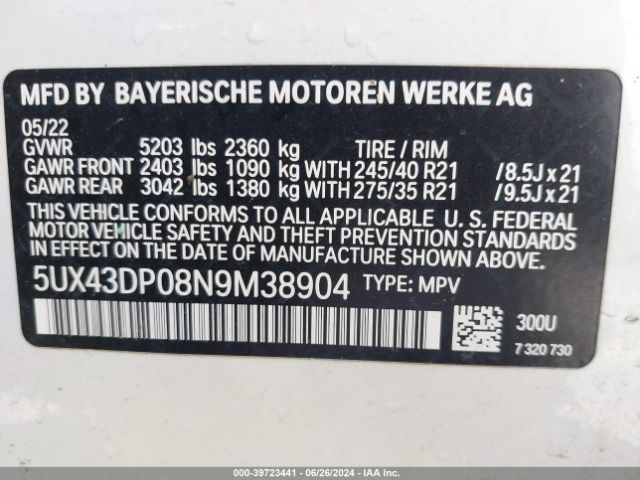 MFD BY BAYERISCHE MOTOREN WERKE AG
05/22
GVWR 5203 lbs 2360 kg TIRE / RIM
GAWR FRONT 2403 lbs 1090 kg WITH 245/40 R21 /8.5J x 21
GAWR REAR 3042 lbs 1380 kg WITH 275/35 R21 /9.5J x 21
THIS VEHICLE CONFORMS TO ALL APPLICABLE U. S. FEDERAL
MOTOR VEHICLE SAFETY AND THEFT PREVENTION STANDARDS
IN EFFECT ON THE DATE OF MANUFACTURE SHOWN ABOVE.
5UX43DP08N9M38904 TYPE: MPV
300U
7 320 730
© - 39723441 - 06/26/2024 - IAAI.COM